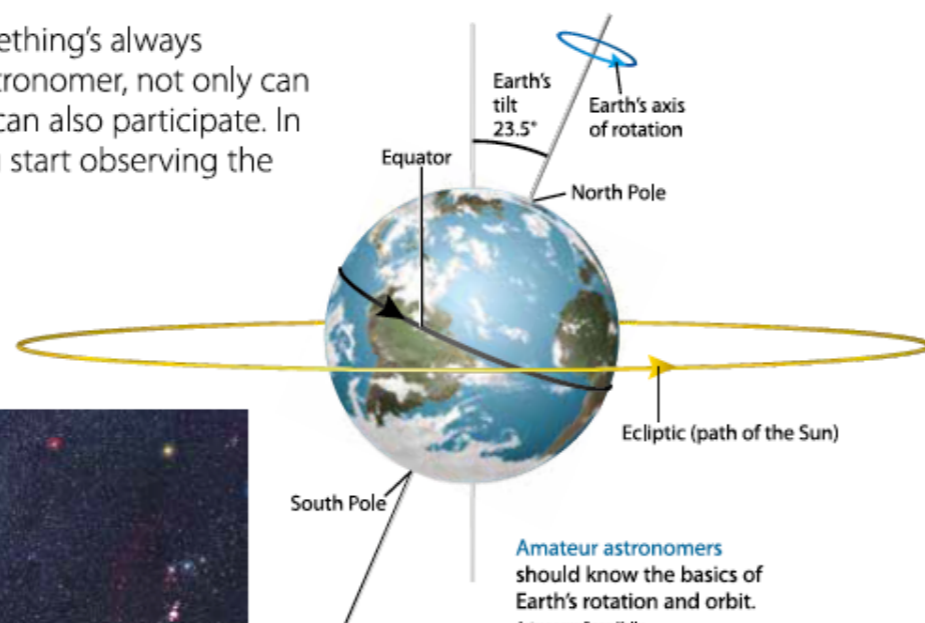 ething's always
tronomer, not only can
can also participate. In
start observing the
Earth's
tilt
23.5°
Earth's axis
of rotation
Equator
North Pole
Ecliptic (path of the Sun)
South Pole
Amateur astronomers
should know the basics of
Earth's rotation and orbit.